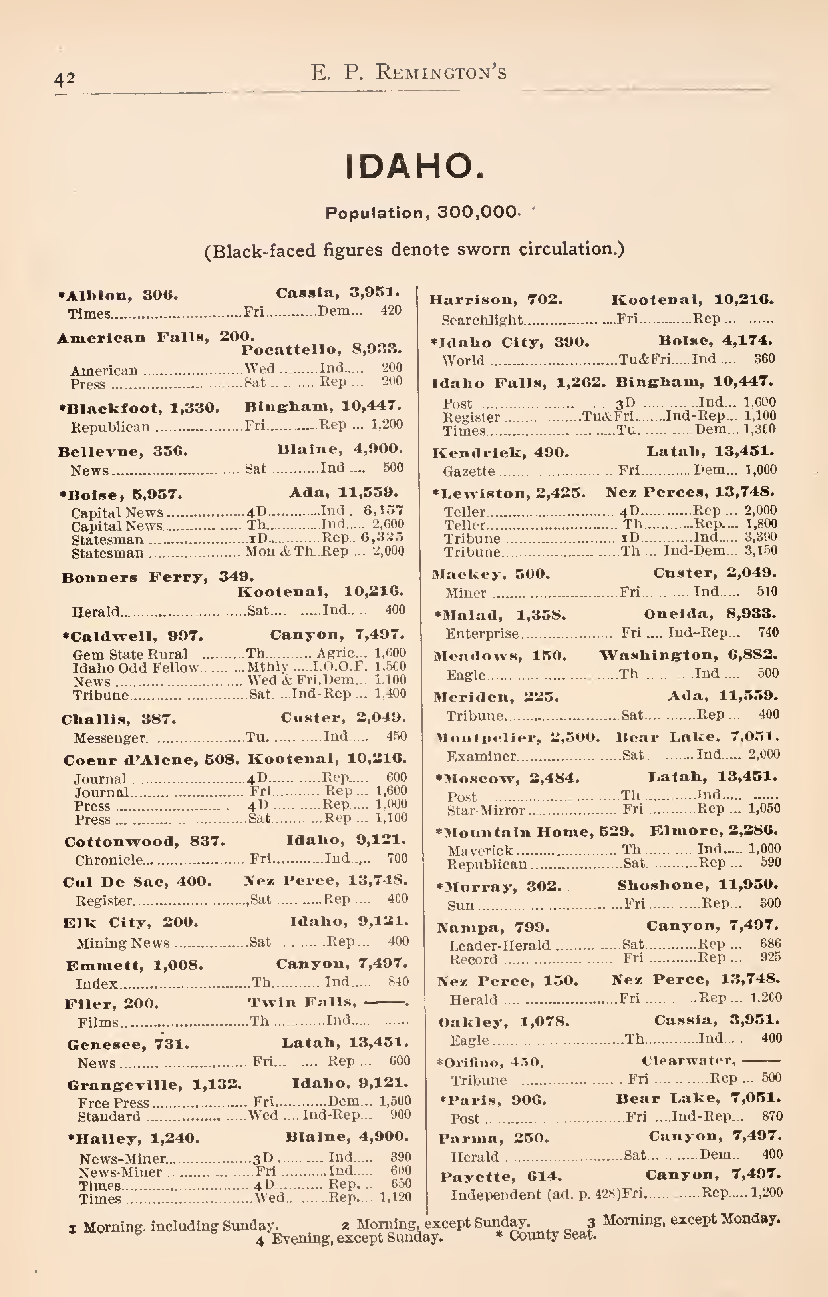 42
E. P. Remington's
IDAHO.
Population, 300,000.
(Black-faced figures denote sworn circulation.)
*Albion, 306. Cassia, 3,951.
Times Fri Dem... 420
American Falls, 200.
Pocattello, 8,933.
American Wed Ind 200
Press Sat Rep 200
*Blackfoot, 1,330. Bingham, 10,447.
Republican Fri Rep ... 1,200
Bellevue, 356. Blaine, 4,900.
News Sat Ind 500
*Boise, 5,957. Ada, 11,559.
Capital News 4D Ind. 6,157
Capital News Th Ind 2,600
Statesman 1D Rep.. 6,325
Statesman Mon & Th..Rep ... 2,000
Bonners Ferry, 349.
Kootenai, 10,216.
Herald Sat Ind 400
*Caldwell, 997. Canyon, 7,497.
Gem State Rural Th Agric... 1,600
Idaho Odd Fellow Mthly I.O.O.F. 1,500
News Wed & Fri.Dem... 1,100
Tribune Sat. ...Ind-Rep ... 1,400
Challis, 387. Custer, 2,049.
Messenger Tu. Ind 450
Coeur d'Alene, 508. Kootenai, 10,216.
Journal 4D Rep 600
Journal Fri Rep ... 1,600
Press 4D Rep 1,000
Press Sat Rep ... 1,100
Cottonwood, 837. Idaho, 9,121.
Chronicle Fri Ind 700
Cul De Sac, 400. Nez Perce, 13,748.
Register Sat Rep 400
Elk City, 200. Idaho, 9,121.
Mining News Sat Rep ... 400
Emmett, 1,008. Canyon, 7,497.
Index Th Ind 840
Filer, 200. Twin Falls, ——.
Films Th Ind
Genesee, 731. Latah, 13,451.
News Fri Rep ... 600
Grangeville, 1,132. Idaho, 9,121.
Free Press Fri Dem... 1,500
Standard Wed Ind-Rep... 900
*Hailey, 1,240. Blaine, 4,900.
News-Miner 3D Ind 390
News-Miner Fri Ind 600
Times 4D Rep. 650
Times Wed Rep 1,120
Harrison, 702. Kootenai, 10,216.
Searchlight Fri Rep
*Idaho City, 390. Boise, 4,174.
World Tu&Fri Ind 360
Idaho Falls, 1,262. Bingham, 10,447.
Post 3D Ind... 1,600
Register Tu&Fri Ind-Rep... 1,100
Times Tu Dem... 1,300
Kendrick, 490. Latah, 13,451.
Gazette Fri Dem... 1,000
*Lewiston, 2,425. Nez Perces, 13,748.
Teller 4D Rep ... 2,000
Teller Th Rep 1,800
Tribune 1D Ind 3,390
Tribune Th ... Ind-Dem... 3,150
Mackey, 500. Custer, 2,049.
Miner Fri Ind 510
*Malad, 1,358. Oneida, 8,933.
Enterprise Fri .... Ind-Rep... 740
Meadows, 150. Washington, 6,882.
Eagle Th Ind 500
Meriden, 225. Ada, 11,559.
Tribune Sat Rep ... 400
Montpelier, 2,500. Bear Lake, 7,051.
Examiner Sat Ind 2,000
*Moscow, 2,484. Latah, 13,451.
Post Th Ind
Star-Mirror Fri Rep ... 1,050
*Mountain Home, 529. Elmore, 2,286.
Maverick Th Ind 1,000
Republican Sat. Rep ... 590
*Murray, 302. Shoshone, 11,950.
Sun Fri Rep... 300
Nampa, 799. Canyon, 7,497.
Leader-Herald Sat Rep ... 686
Record Fri Rep ... 925
Nez Perce, 150. Nez Perce, 13,748.
Herald Fri Rep ... 1,200
Oakley, 1,078. Cassia, 3,951.
Eagle Th Ind 400
*Orifino, 450. Clearwater, ——
Tribune Fri Rep ... 500
*Paris, 906. Bear Lake, 7,051.
Post Fri ....Ind-Rep... 870
Parma, 250. Canyon, 7,497.
Herald Sat Dem.. 400
Payette, 614. Canyon, 7,497.
Independent (ad. p. 428)Fri Rep.....1,200
1 Morning, including Sunday. 2 Morning, except Sunday. 3 Morning, except Monday.
4 Evening, except Sunday. * County Seat.